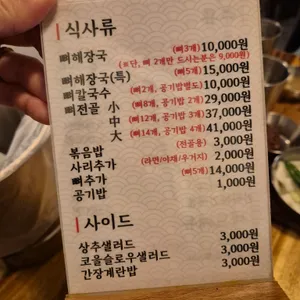 식사류
뼈해장국 (뼈3개) 10,000원
(※단, 뼈 2개만 드시는분은 9,000원)
뼈해장국(특) (뼈5개) 15,000원
뼈칼국수 (뼈2개, 공기밥별도) 10,000원
뼈전골 小 (뼈8개, 공기밥 2개) 29,000원
中 (뼈12개, 공기밥 3개) 37,000원
大 (뼈14개, 공기밥 4개) 41,000원
볶음밥 (전골용) 3,000원
사리추가 (라면/야채/우거지) 2,000원
뼈추가 (뼈5개) 14,000원
공기밥 1,000원
사이드
상추샐러드 3,000원
코울슬로우샐러드 3,000원
간장계란밥 3,000원